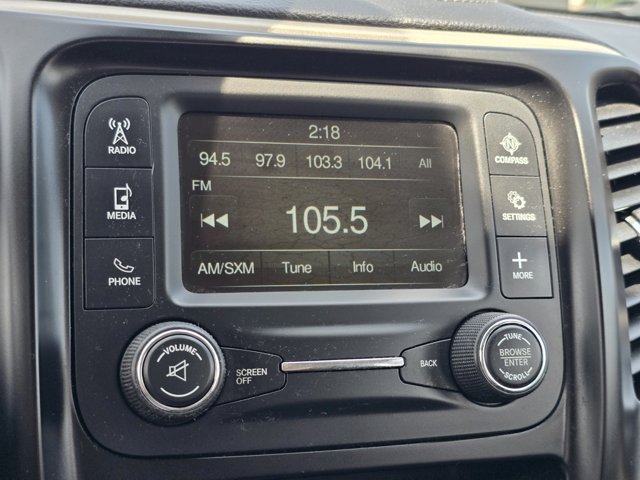 2:18
94.5 97.9 103.3 104.1 All
FM
105.5
AM/SXM Tune Info Audio
RADIO
MEDIA
PHONE
N
COMPASS
SETTINGS
MORE
VOLUME
SCREEN
OFF
BACK
TUNE
BROWSE
ENTER
SCROLL